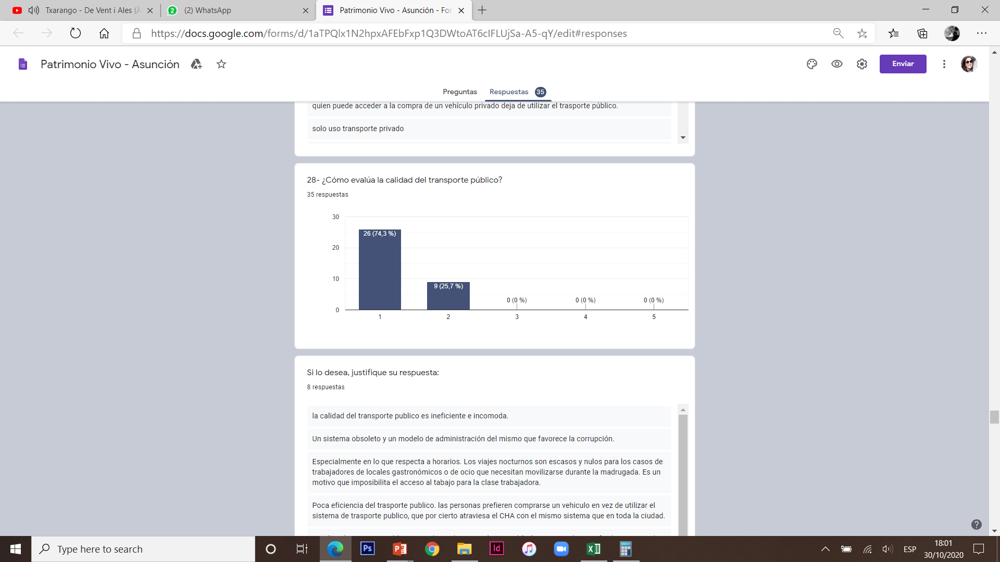 Txarango - De Vent i Ales (À
(2) WhatsApp
Patrimonio Vivo - Asunción - For
https://docs.google.com/forms/d/1aTPQlx1N2hpxAFEbFxp1Q3DWtoAT6cIFLUjSa-A5-qY/edit#responses
Patrimonio Vivo - Asunción
Enviar
Preguntas
Respuestas 35
quien puede acceder a la compra de un vehículo privado deja de utilizar el trasporte público.
solo uso transporte privado
28- ¿Cómo evalúa la calidad del transporte público?
35 respuestas
30
20
10
0
26 (74,3 %)
9 (25,7 %)
0 (0 %)
0 (0 %)
0 (0 %)
1
2
3
4
5
Si lo desea, justifique su respuesta:
8 respuestas
la calidad del transporte publico es ineficiente e incomoda.
Un sistema obsoleto y un modelo de administración del mismo que favorece la corrupción.
Especialmente en lo que respecta a horarios. Los viajes nocturnos son escasos y nulos para los casos de
trabajadores de locales gastronómicos o de ocio que necesitan movilizarse durante la madrugada. Es un
motivo que imposibilita el acceso al tabajo para la clase trabajadora.
Poca eficiencia del trasporte publico. las personas prefieren comprarse un vehiculo en vez de utilizar el
sistema de trasporte publico, que por cierto atraviesa el CHA con el mismo sistema que en toda la ciudad.
Type here to search
Ps
Id
ESP
18:01
30/10/2020